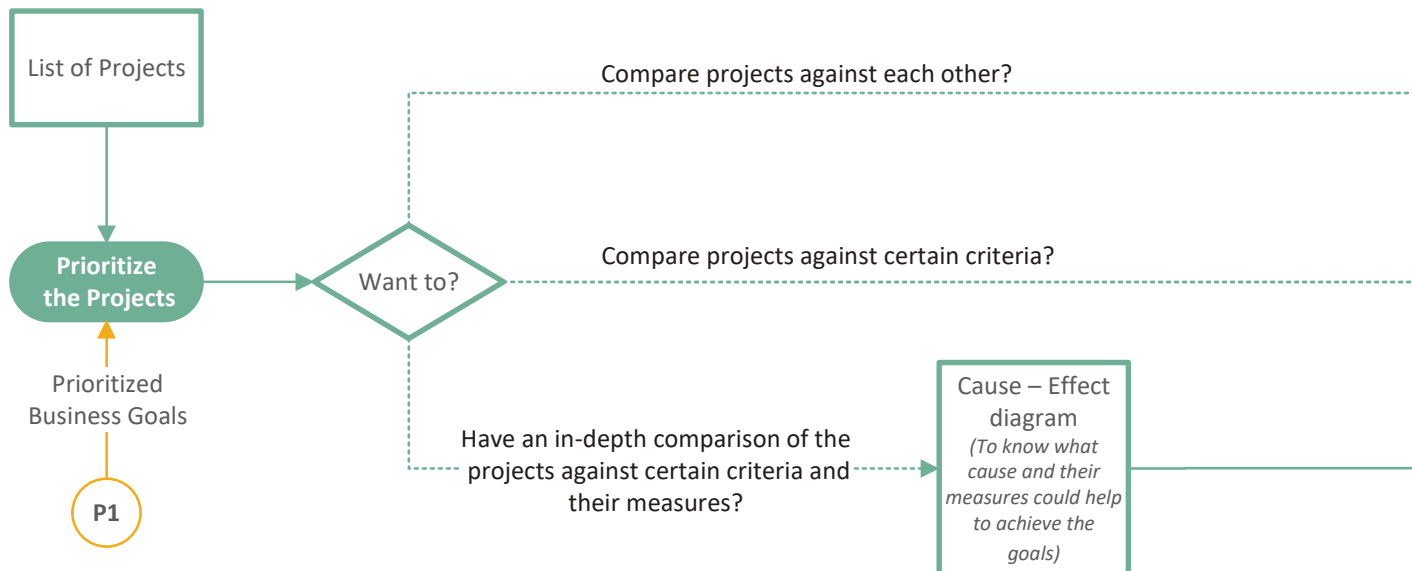 List of Projects
Compare projects against each other?
Prioritize
the Projects
Want to?
Compare projects against certain criteria?
Prioritized
Business Goals
P1
Have an in-depth comparison of the
projects against certain criteria and
their measures?
Cause – Effect
diagram
(To know what
cause and their
measures could help
to achieve the
goals)